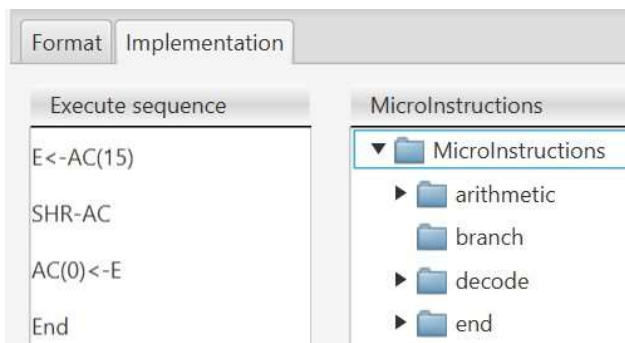 Format Implementation
Execute sequence
E<-AC(15)
SHR-AC
AC(0)<-E
End
MicroInstructions
MicroInstructions
arithmetic
branch
decode
end